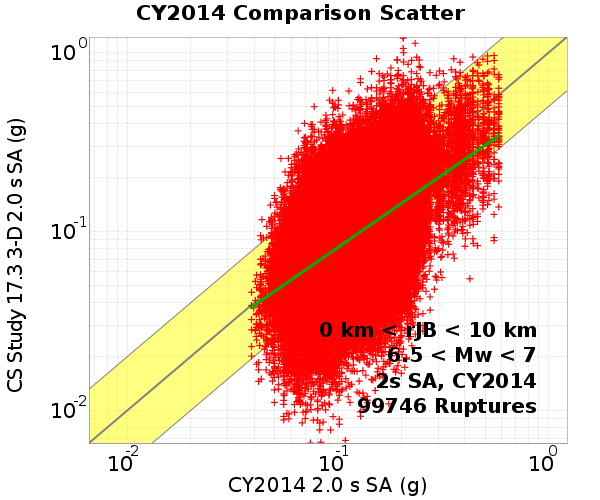 CY2014 Comparison Scatter
CS Study 17.3 3-D 2.0 s SA (g)
10⁰
10⁻¹
10⁻²
0 km < rJB < 10 km
6.5 < Mw < 7
2s SA, CY2014
99746 Ruptures
10⁻² 10⁻¹ 10⁰
CY2014 2.0 s SA (g)